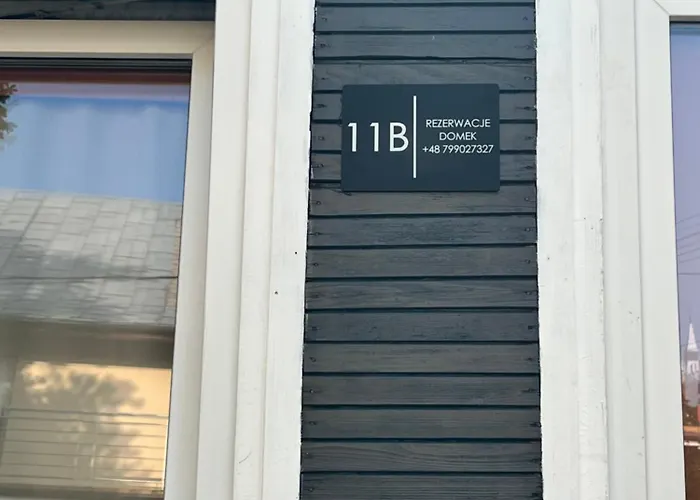 11B
REZERWACJE
DOMEK
+48 799027327